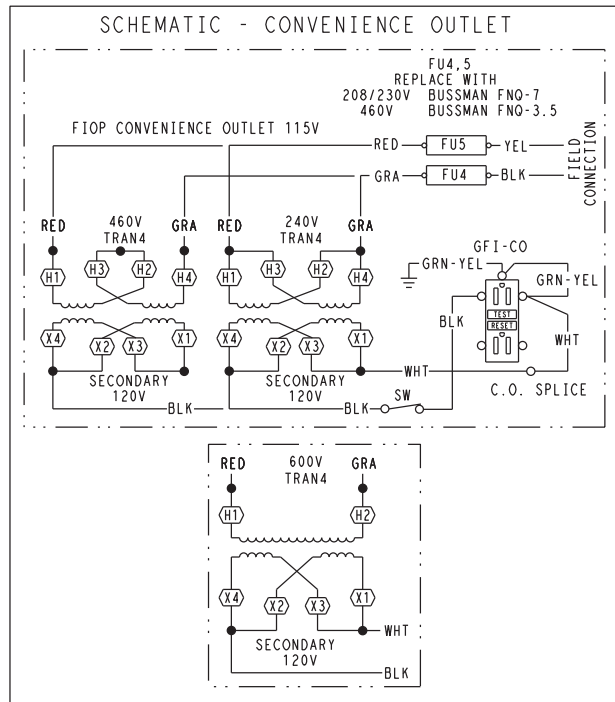 SCHEMATIC - CONVENIENCE OUTLET
FU4,5
REPLACE WITH
208/230V BUSSMAN FNQ-7
460V BUSSMAN FNQ-3.5
FIOP CONVENIENCE OUTLET 115V
RED FU5 YEL
GRA FU4 BLK
FIELD
CONNECTION
RED 460V GRA RED 240V GRA
TRAN4 TRAN4
H1 H3 H2 H4 H1 H3 H2 H4
GFI-CO
GRN-YEL
GRN-YEL
BLK
TEST
RESET
WHT
X4 X2 X3 X1 X4 X2 X3 X1
SECONDARY SECONDARY
120V 120V
WHT
C.O. SPLICE
BLK BLK SW
RED 600V GRA
TRAN4
H1 H2
X4 X2 X3 X1
WHT
SECONDARY
120V
BLK